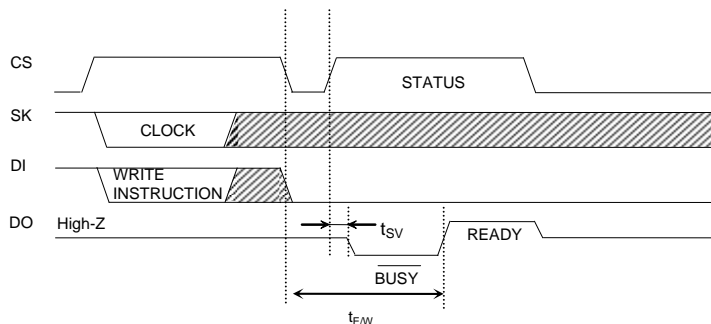 CS
STATUS
SK
CLOCK
DI
WRITE
INSTRUCTION
DO
High-Z
tSV
READY
BUSY
tE/W